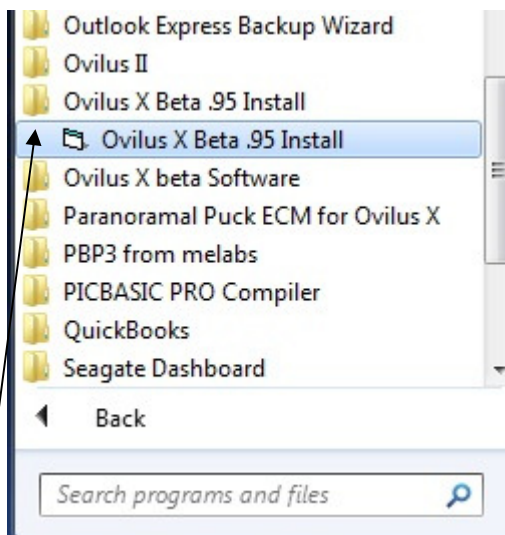 Outlook Express Backup Wizard
Ovilus II
Ovilus X Beta .95 Install
Ovilus X Beta .95 Install
Ovilus X beta Software
Paranoramal Puck ECM for Ovilus X
PBP3 from melabs
PICBASIC PRO Compiler
QuickBooks
Seagate Dashboard
Back
Search programs and files